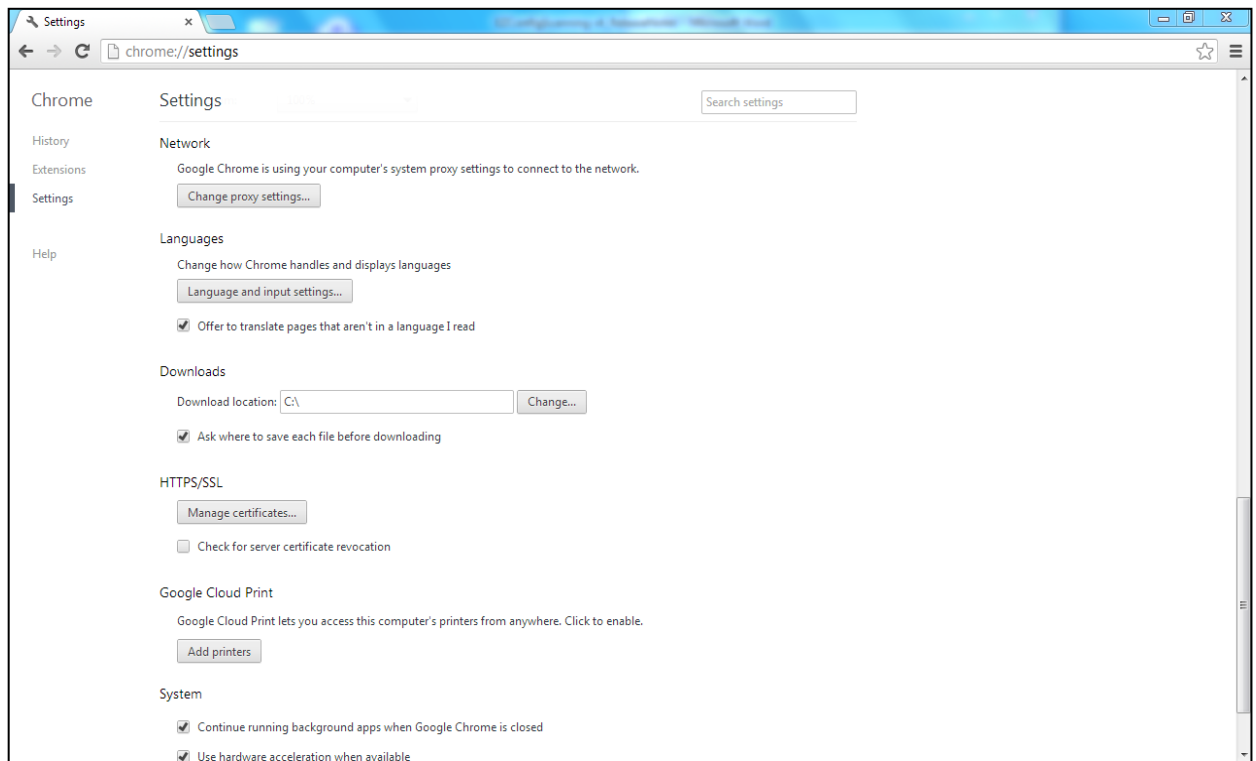 Settings
chrome://settings
Chrome
Settings
Search settings
History
Extensions
Settings
Help
Network
Google Chrome is using your computer's system proxy settings to connect to the network.
Change proxy settings...
Languages
Change how Chrome handles and displays languages
Language and input settings...
Offer to translate pages that aren't in a language I read
Downloads
Download location: C:\ Change...
Ask where to save each file before downloading
HTTPS/SSL
Manage certificates...
Check for server certificate revocation
Google Cloud Print
Google Cloud Print lets you access this computer's printers from anywhere. Click to enable.
Add printers
System
Continue running background apps when Google Chrome is closed
Use hardware acceleration when available